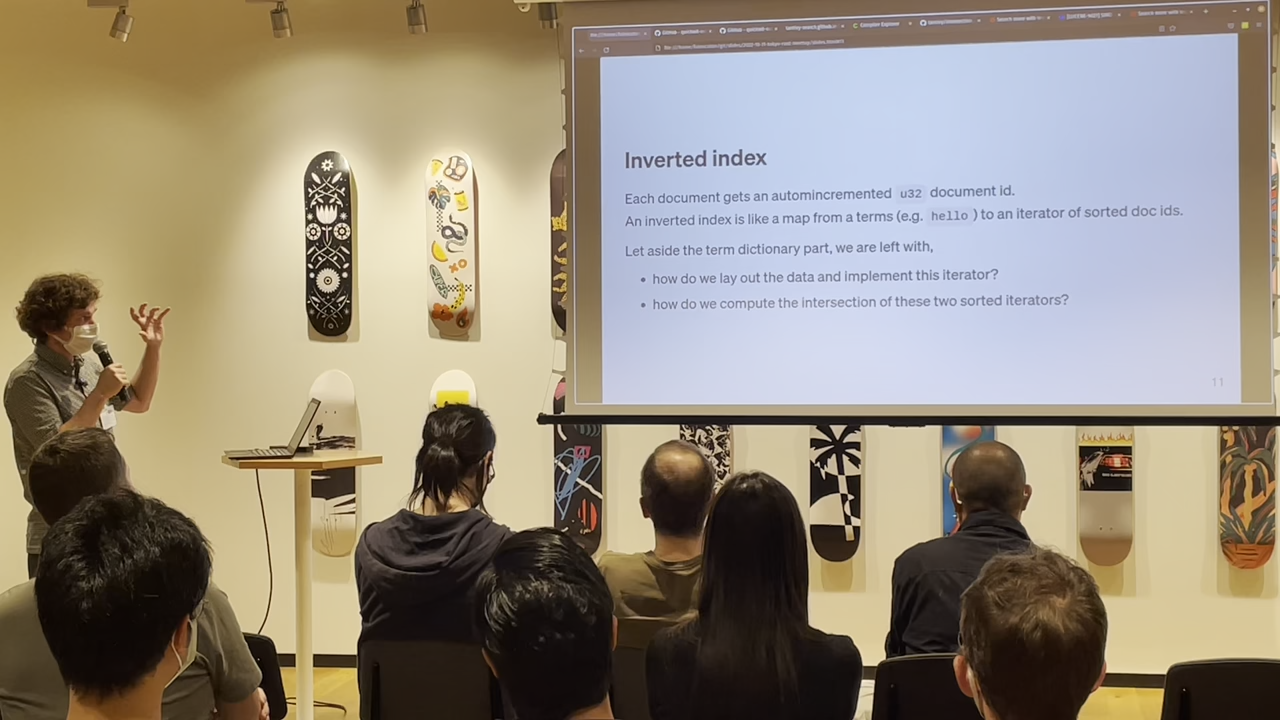 Inverted index
Each document gets an automincremented u32 document id.
An inverted index is like a map from a terms (e.g. hello ) to an iterator of sorted doc ids.
Let aside the term dictionary part, we are left with,
• how do we lay out the data and implement this iterator?
• how do we compute the intersection of these two sorted iterators?
11